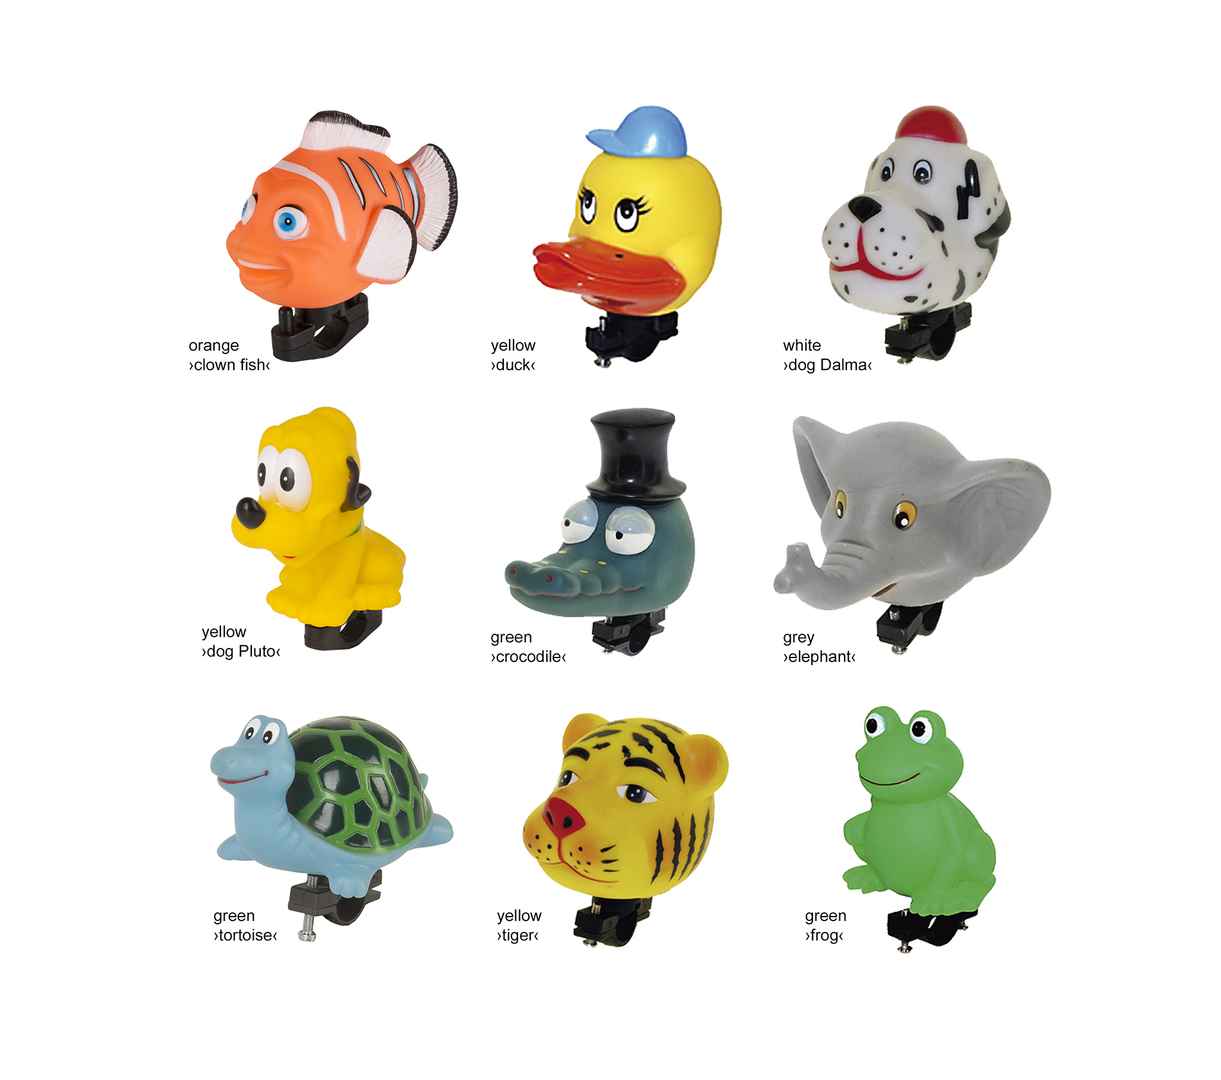 orange
›clown fish‹
yellow
›duck‹
white
›dog Dalma‹
yellow
›dog Pluto‹
green
›crocodile‹
grey
›elephant‹
green
›tortoise‹
yellow
›tiger‹
green
›frog‹